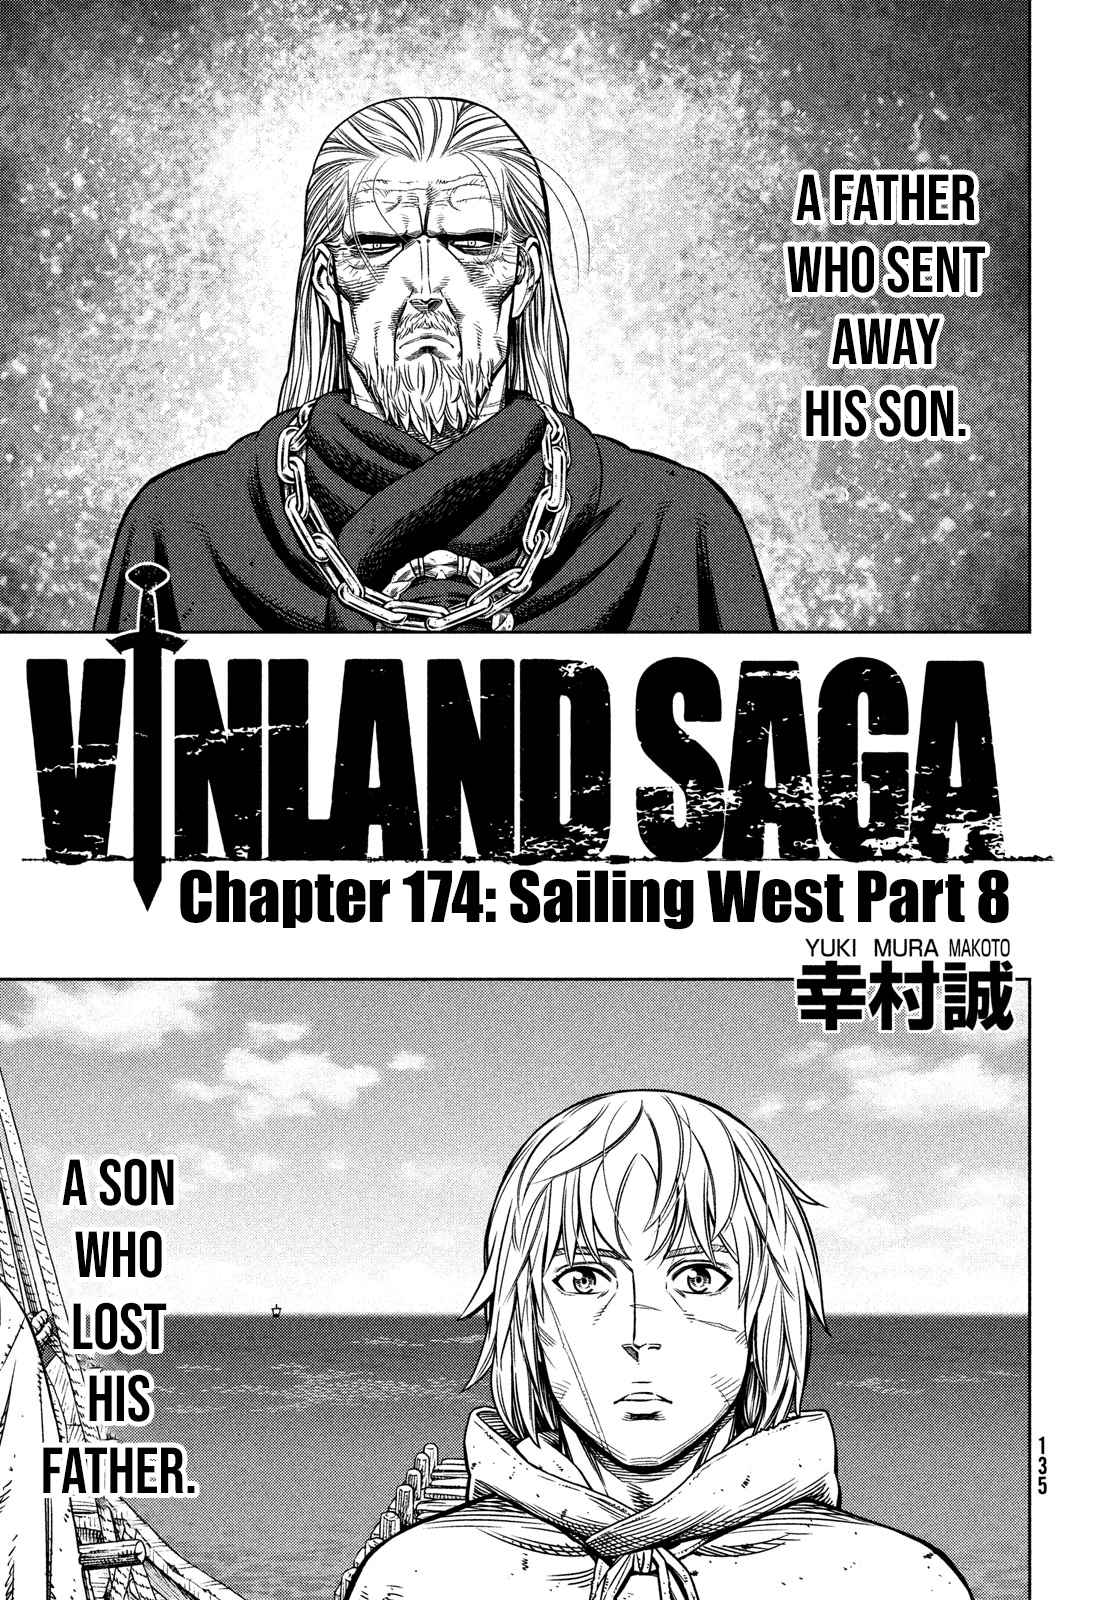 A FATHER
WHO SENT
AWAY
HIS SON.
VINLAND SAGA
Chapter 174: Sailing West Part 8
YUKI MURA MAKOTO
幸村誠
A SON
WHO
LOST
HIS
FATHER.
135